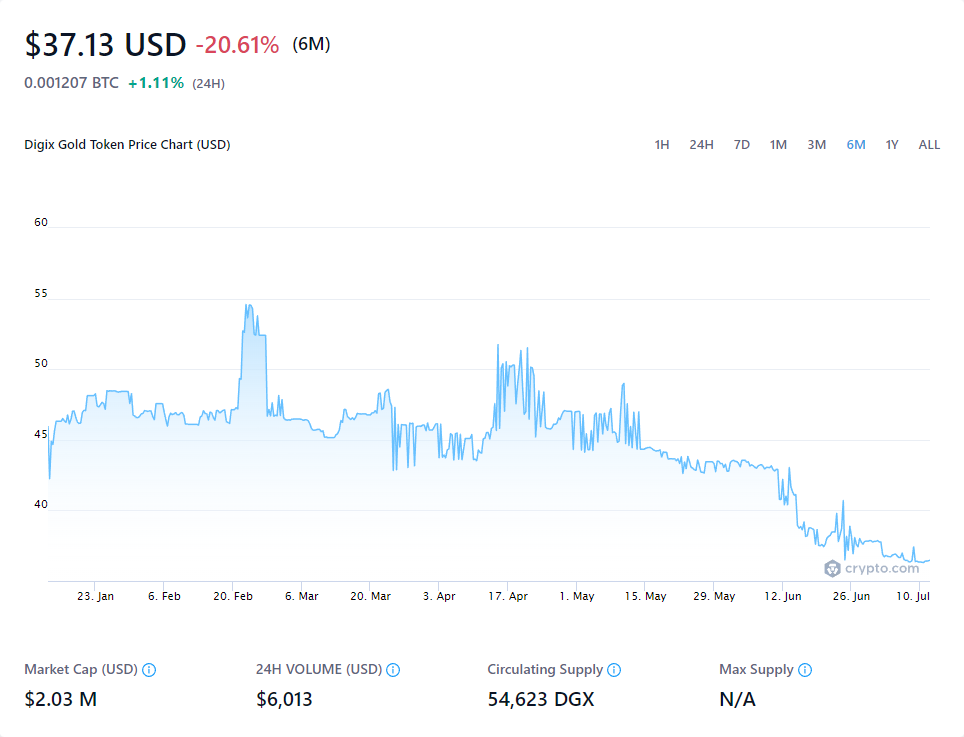 $37.13 USD -20.61% (6M)
0.001207 BTC +1.11% (24H)
Digix Gold Token Price Chart (USD) 1H 24H 7D 1M 3M 6M 1Y ALL
60
55
50
45
40
crypto.com
23. Jan 6. Feb 20. Feb 6. Mar 20. Mar 3. Apr 17. Apr 1. May 15. May 29. May 12. Jun 26. Jun 10. Jul
Market Cap (USD) 24H VOLUME (USD) Circulating Supply Max Supply
$2.03 M $6,013 54,623 DGX N/A